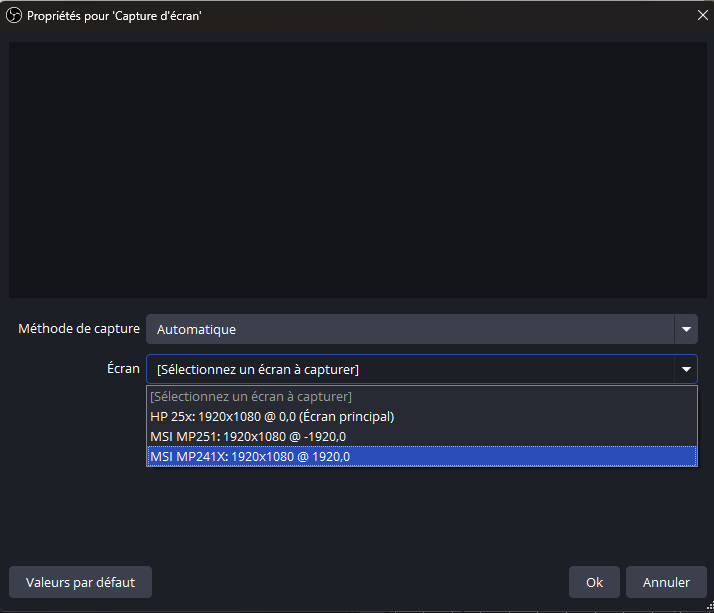 Propriétés pour 'Capture d'écran'
Méthode de capture
Automatique
Écran
[Sélectionnez un écran à capturer]
[Sélectionnez un écran à capturer]
HP 25x: 1920x1080 @ 0,0 (Écran principal)
MSI MP251: 1920x1080 @ -1920,0
MSI MP241X: 1920x1080 @ 1920,0
Valeurs par défaut
Ok
Annuler